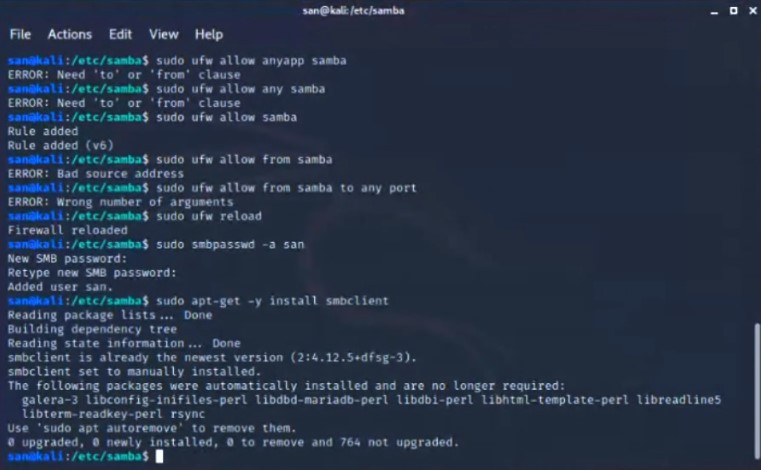 san@kali: /etc/samba
File Actions Edit View Help
san@kali:/etc/samba$ sudo ufw allow anyapp samba
ERROR: Need 'to' or 'from' clause
san@kali:/etc/samba$ sudo ufw allow any samba
ERROR: Need 'to' or 'from' clause
san@kali:/etc/samba$ sudo ufw allow samba
Rule added
Rule added (v6)
san@kali:/etc/samba$ sudo ufw allow from samba
ERROR: Bad source address
san@kali:/etc/samba$ sudo ufw allow from samba to any port
ERROR: Wrong number of arguments
san@kali:/etc/samba$ sudo ufw reload
Firewall reloaded
san@kali:/etc/samba$ sudo smbpasswd -a san
New SMB password:
Retype new SMB password:
Added user san.
san@kali:/etc/samba$ sudo apt-get -y install smbclient
Reading package lists... Done
Building dependency tree
Reading state information... Done
smbclient is already the newest version (2:4.12.5+dfsg-3).
smbclient set to manually installed.
The following packages were automatically installed and are no longer required:
galera-3 libconfig-inifiles-perl libdbd-mariadb-perl libdbi-perl libhtml-template-perl libreadline5
libterm-readkey-perl rsync
Use 'sudo apt autoremove' to remove them.
0 upgraded, 0 newly installed, 0 to remove and 764 not upgraded.
san@kali:/etc/samba$